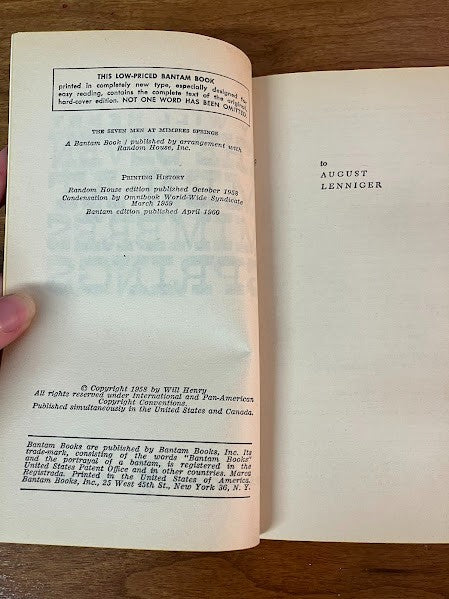 THIS LOW-PRICED BANTAM BOOK
printed in completely new type, especially designed for
easy reading, contains the complete text of the original
hard-cover edition. NOT ONE WORD HAS BEEN OMITTED
THE SEVEN MEN AT MIMBRES SPRINGS
A Bantam Book / published by arrangement with
Random House, Inc.
PRINTING HISTORY
Random House edition published October 1958
Condensation by Omnibook World-Wide Syndicate
March 1959
Bantam edition published April 1960
© Copyright 1958 by Will Henry
All rights reserved under International and Pan-American
Copyright Conventions.
Published simultaneously in the United States and Canada.
Bantam Books are published by Bantam Books, Inc. Its
trade-mark, consisting of the words "Bantam Books"
and the portrayal of a bantam, is registered in the
United States Patent Office and in other countries. Marca
Registrada. Printed in the United States of America.
Bantam Books, Inc., 25 West 45th St., New York 36, N. Y.
to
AUGUST
LENNIGER